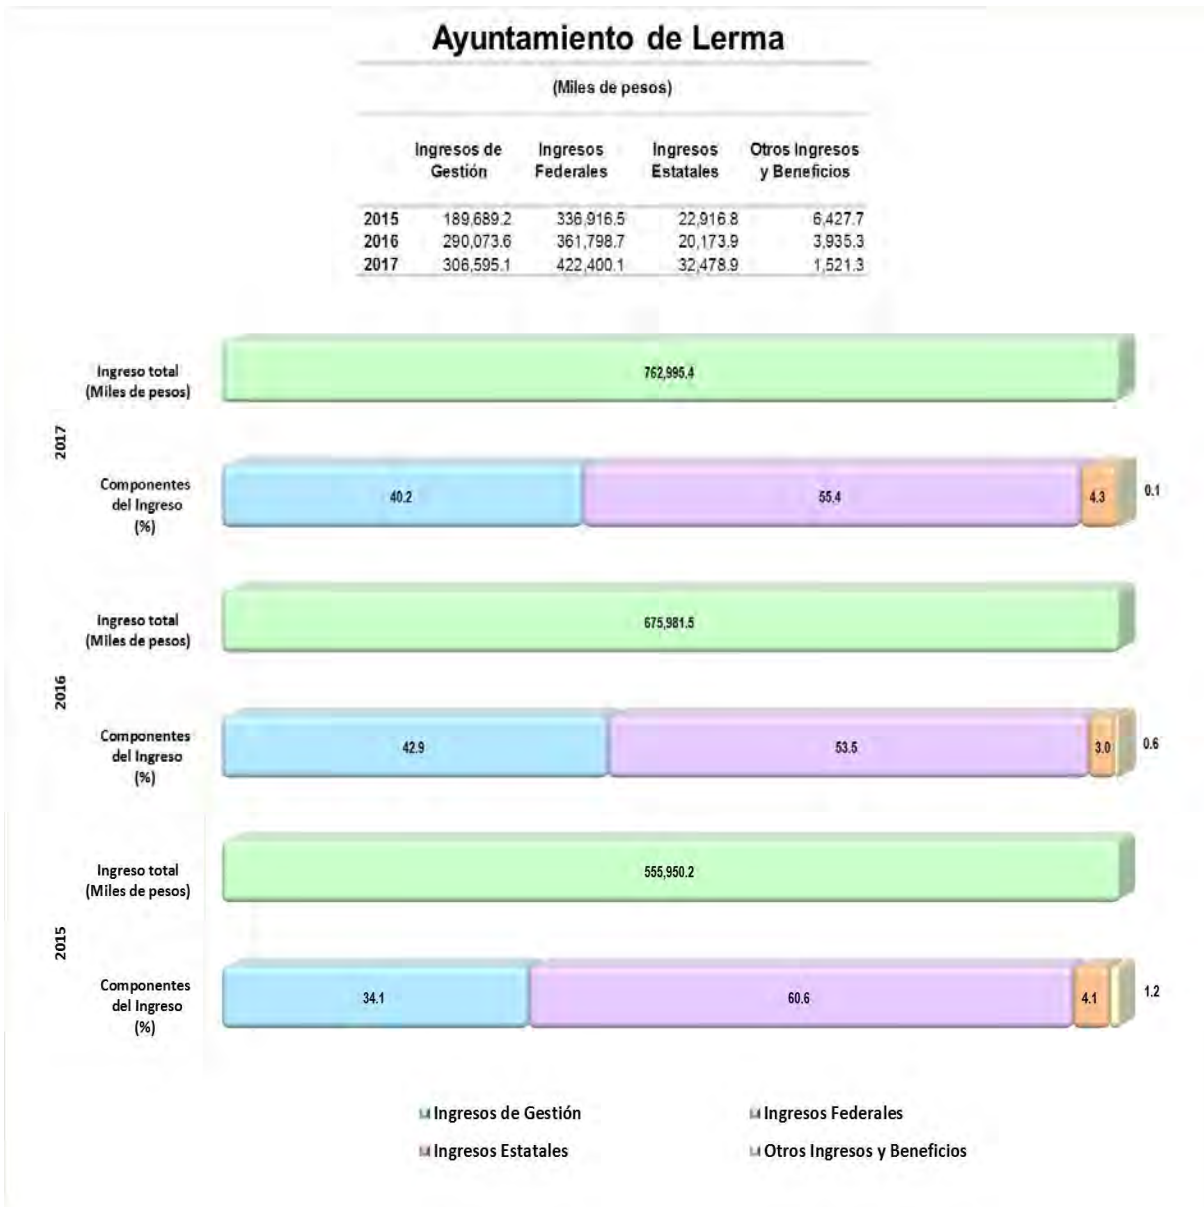 Ayuntamiento de Lerma
(Miles de pesos)
Ingresos de Gestión Ingresos Federales Ingresos Estatales Otros Ingresos y Beneficios
2015 189,689.2 336,916.5 22,916.8 6,427.7
2016 290,073.6 361,798.7 20,173.9 3,935.3
2017 306,595.1 422,400.1 32,478.9 1,521.3
2017
Ingreso total
(Miles de pesos)
762,995.4
Componentes
del Ingreso
(%)
40.2 55.4 4.3 0.1
2016
Ingreso total
(Miles de pesos)
675,981.5
Componentes
del Ingreso
(%)
42.9 53.5 3.0 0.6
2015
Ingreso total
(Miles de pesos)
555,950.2
Componentes
del Ingreso
(%)
34.1 60.6 4.1 1.2
Ingresos de Gestión Ingresos Federales
Ingresos Estatales Otros Ingresos y Beneficios